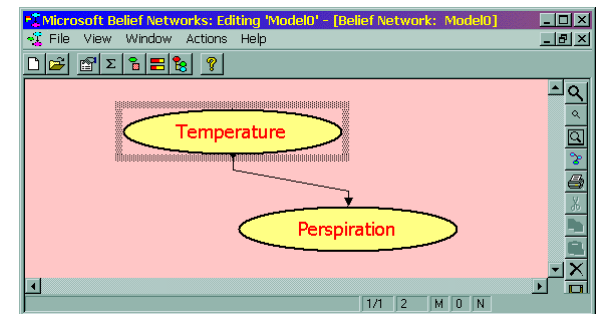 Microsoft Belief Networks: Editing 'Model0' - [Belief Network: Model0]
File View Window Actions Help
Σ ?
Temperature
Perspiration
1/1 2 M 0 N